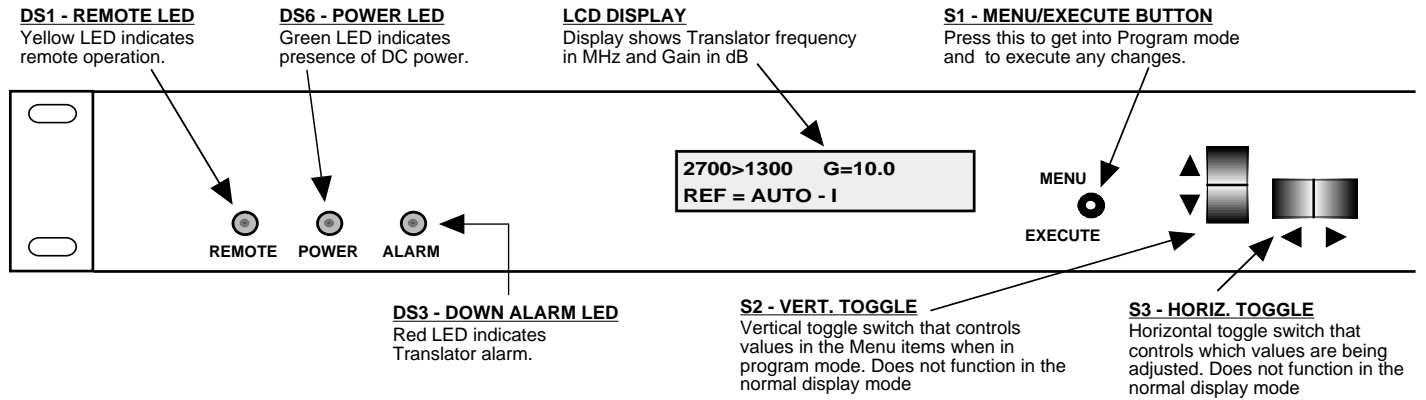 DS1 - REMOTE LED
Yellow LED indicates
remote operation.
DS6 - POWER LED
Green LED indicates
presence of DC power.
LCD DISPLAY
Display shows Translator frequency
in MHz and Gain in dB
S1 - MENU/EXECUTE BUTTON
Press this to get into Program mode
and to execute any changes.
2700>1300 G=10.0
REF = AUTO - I
MENU
EXECUTE
REMOTE
POWER
ALARM
DS3 - DOWN ALARM LED
Red LED indicates
Translator alarm.
S2 - VERT. TOGGLE
Vertical toggle switch that controls
values in the Menu items when in
program mode. Does not function in the
normal display mode
S3 - HORIZ. TOGGLE
Horizontal toggle switch that
controls which values are being
adjusted. Does not function in the
normal display mode